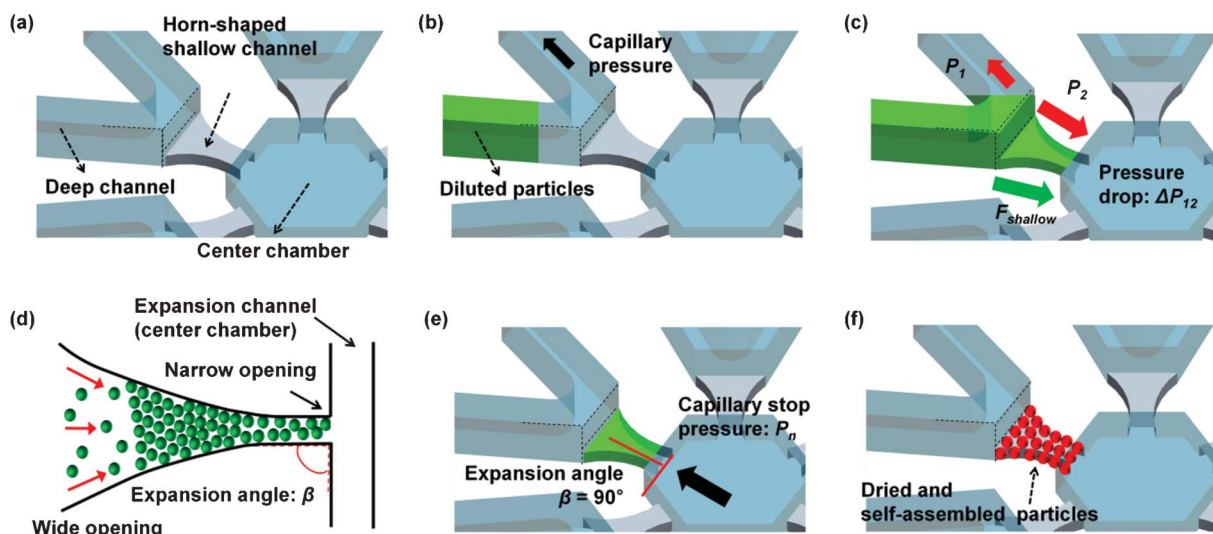 (a)
Horn-shaped
shallow channel
Deep channel
Center chamber
(b)
Capillary
pressure
Diluted particles
(c)
P1
P2
Pressure
drop: ΔP12
Fshallow
(d)
Expansion channel
(center chamber)
Narrow opening
Expansion angle: β
Wide opening
(e)
Capillary stop
pressure: Pn
Expansion angle
β = 90°
(f)
Dried and
self-assembled particles